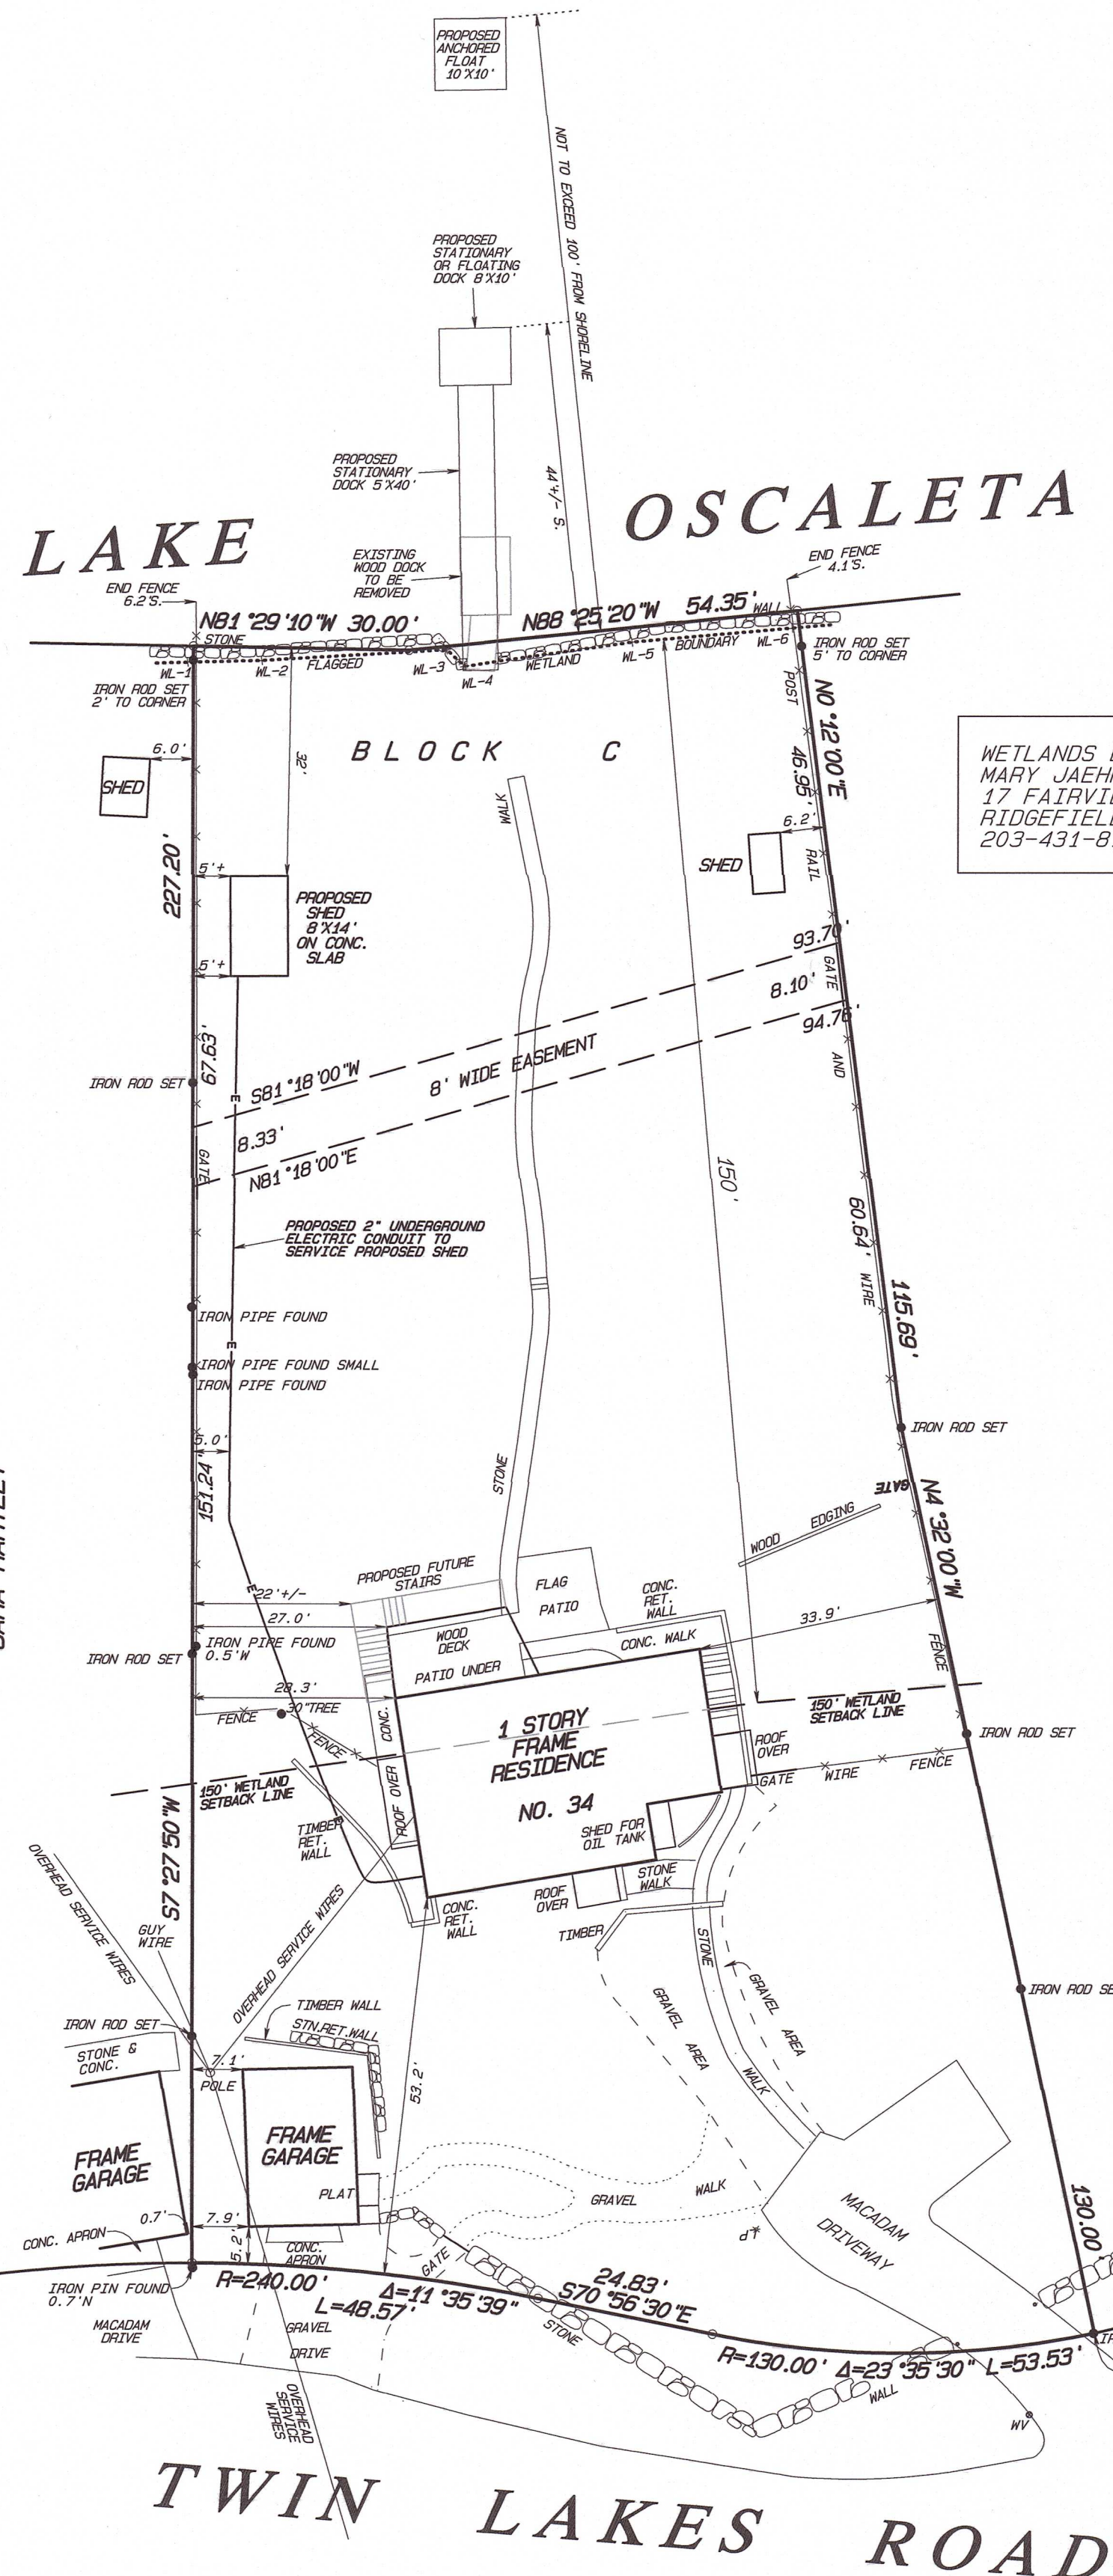 PROPOSED
ANCHORED
FLOAT
10'X10'
NOT TO EXCEED 100' FROM SHORELINE
PROPOSED
STATIONARY
OR FLOATING
DOCK 8'X10'
PROPOSED
STATIONARY
DOCK 5'X40'
44'+/- S.
LAKE OSCALETA
EXISTING
WOOD DOCK
TO BE
REMOVED
END FENCE
4.1'S.
END FENCE
6.2'S.
N81°29'10"W 30.00'
N88°25'20"W 54.35'
WALL
STONE
WL-1
WL-2
FLAGGED
WL-3
WL-4
WETLAND
WL-5
BOUNDARY
WL-6
IRON ROD SET
5' TO CORNER
IRON ROD SET
2' TO CORNER
POST
N0°12'00"E
46.95'
32'
BLOCK C
6.0'
SHED
WALK
WETLANDS
MARY
17
203-431-8
6.2'
RAIL
SHED
227.20'
5'+
PROPOSED
SHED
8'X14'
ON CONC.
SLAB
5'+
93.70'
GATE
8.10'
94.76'
AND
67.63'
IRON ROD SET
S81°18'00"W
8' WIDE EASEMENT
8.33'
GATE
N81°18'00"E
E
150'
60.64'
WIRE
PROPOSED 2" UNDERGROUND
ELECTRIC CONDUIT TO
SERVICE PROPOSED SHED
115.69'
IRON PIPE FOUND
E
IRON PIPE FOUND SMALL
IRON PIPE FOUND
IRON ROD SET
5.0'
151.24'
STONE
GATE
N4°32'00"W
WOOD EDGING
PROPOSED FUTURE
STAIRS
E
22'+/-
27.0'
FLAG
PATIO
CONC.
RET.
WALL
33.9'
WOOD
DECK
CONC. WALK
PATIO UNDER
IRON PIPE FOUND
0.5'W
IRON ROD SET
FENCE
28.3'
30"TREE
FENCE
FENCE
CONC.
150' WETLAND
SETBACK LINE
IRON ROD SET
1 STORY
FRAME
RESIDENCE
NO. 34
ROOF
OVER
GATE WIRE FENCE
150' WETLAND
SETBACK LINE
ROOF OVER
TIMBER
RET.
WALL
SHED FOR
OIL TANK
STONE
WALK
ROOF
OVER
CONC.
RET.
WALL
S7°27'50"W
OVERHEAD SERVICE WIRES
GUY
WIRE
OVERHEAD SERVICE WIRES
TIMBER
STONE
GRAVEL AREA
GRAVEL AREA
WALK
IRON ROD
IRON ROD SET
TIMBER WALL
STN.RET.WALL
STONE &
CONC.
7.1'
POLE
53.2'
FRAME
GARAGE
FRAME
GARAGE
PLAT
GRAVEL WALK
LP
MACADAM
DRIVEWAY
130.00
0.7'
7.9'
5.2'
CONC. APRON
CONC.
APRON
GATE
IRON PIN FOUND
0.7'N
R=240.00'
Δ=11°35'39"
L=48.57'
24.83'
S70°56'30"E
STONE
MACADAM
DRIVE
GRAVEL
DRIVE
R=130.00' Δ=23°35'30" L=53.53'
WALL
WV
OVERHEAD
SERVICE
WIRES
TWIN LAKES ROAD